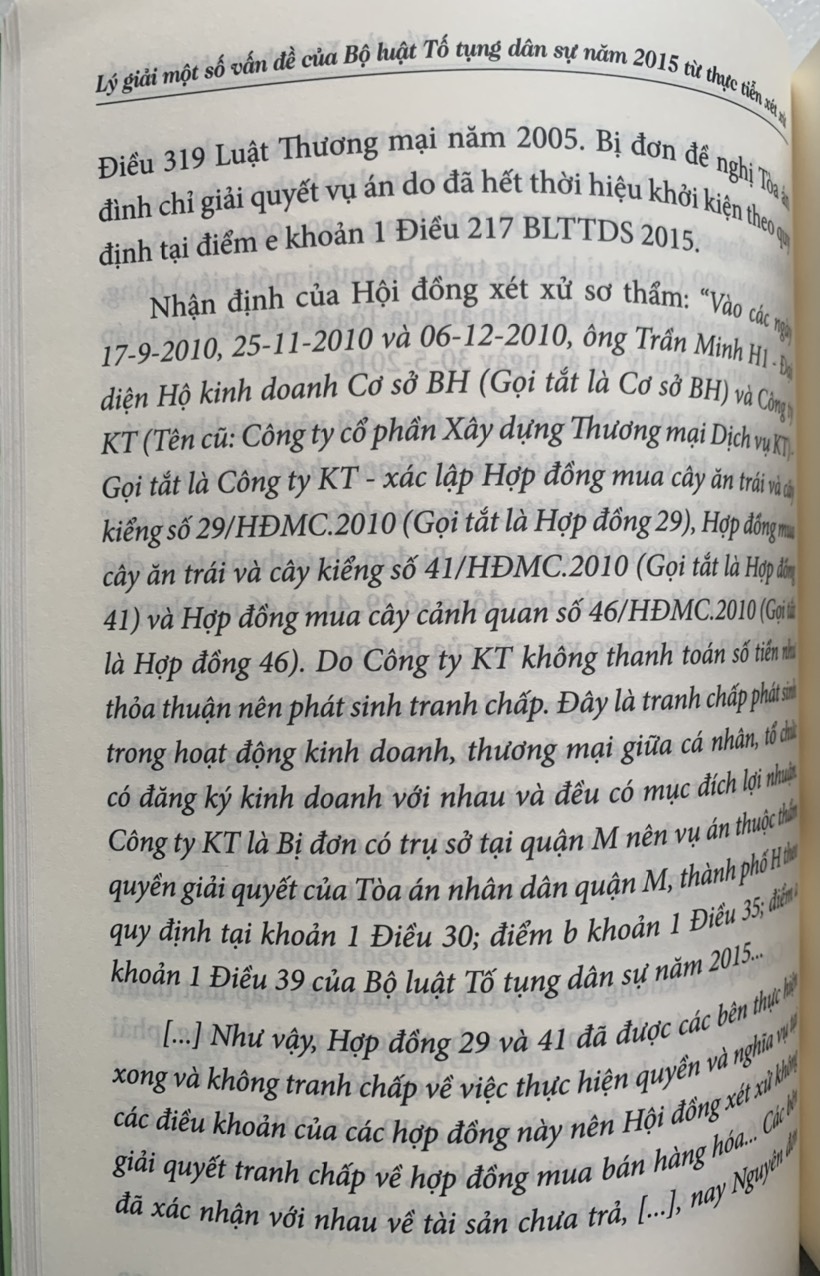 Lý giải một số vấn đề của Bộ luật Tố tụng dân sự năm 2015 từ thực tiễn xét xử
Điều 319 Luật Thương mại năm 2005. Bị đơn đề nghị Tòa án
đình chỉ giải quyết vụ án do đã hết thời hiệu khởi kiện theo quy
định tại điểm e khoản 1 Điều 217 BLTTDS 2015.
Nhận định của Hội đồng xét xử sơ thẩm: “Vào các ngày
17-9-2010, 25-11-2010 và 06-12-2010, ông Trần Minh H1 - Đại
diện Hộ kinh doanh Cơ sở BH (Gọi tắt là Cơ sở BH) và Công ty
KT (Tên cũ: Công ty cổ phần Xây dựng Thương mại Dịch vụ KT)-
Gọi tắt là Công ty KT - xác lập Hợp đồng mua cây ăn trái và cây
kiểng số 29/HĐMC.2010 (Gọi tắt là Hợp đồng 29), Hợp đồng mua
cây ăn trái và cây kiểng số 41/HĐMC.2010 (Gọi tắt là Hợp đồng
41) và Hợp đồng mua cây cảnh quan số 46/HĐMC.2010 (Gọi tắt
là Hợp đồng 46). Do Công ty KT không thanh toán số tiền như
thỏa thuận nên phát sinh tranh chấp. Đây là tranh chấp phát sinh
trong hoạt động kinh doanh, thương mại giữa cá nhân, tổ chức
có đăng ký kinh doanh với nhau và đều có mục đích lợi nhuận.
Công ty KT là Bị đơn có trụ sở tại quận M nên vụ án thuộc thẩm
quyền giải quyết của Tòa án nhân dân quận M, thành phố H theo
quy định tại khoản 1 Điều 30; điểm b khoản 1 Điều 35; điểm a
khoản 1 Điều 39 của Bộ luật Tố tụng dân sự năm 2015...
[...] Như vậy, Hợp đồng 29 và 41 đã được các bên thực hiện
xong và không tranh chấp về việc thực hiện quyền và nghĩa vụ tại
các điều khoản của các hợp đồng này nên Hội đồng xét xử không
giải quyết tranh chấp về hợp đồng mua bán hàng hóa... Các bên
đã xác nhận với nhau về tài sản chưa trả, [...], nay Nguyên đơn